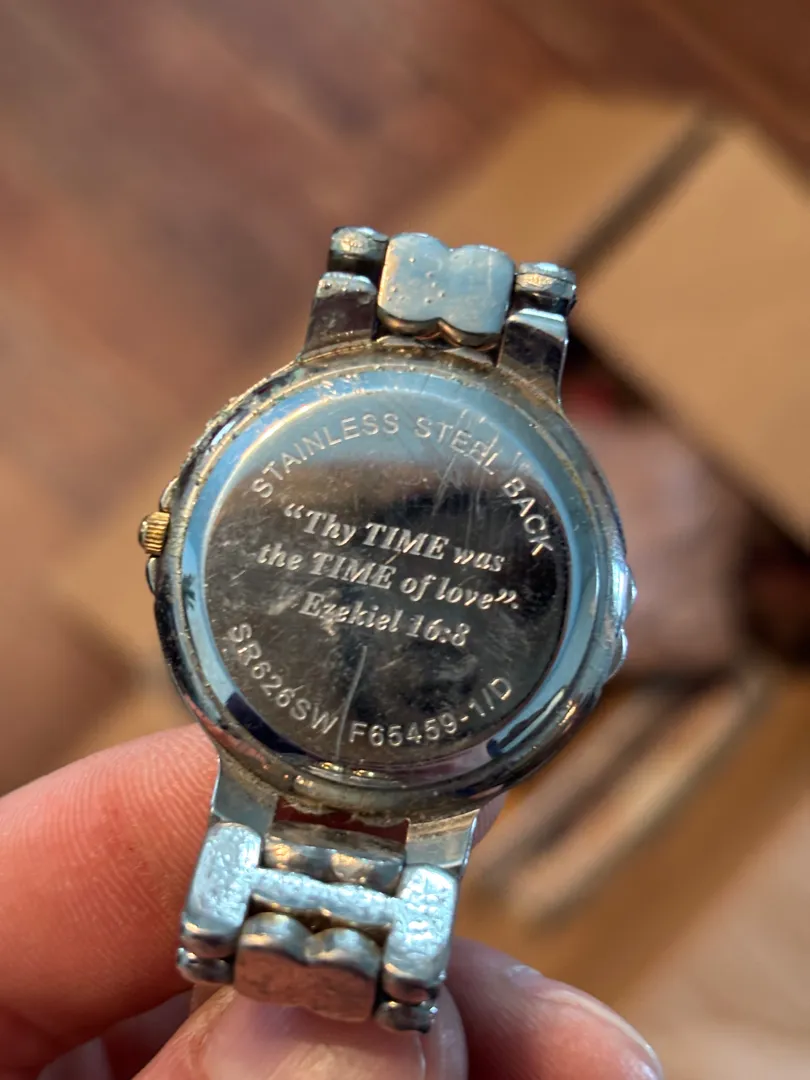 STAINLESS STEEL BACK
“Thy TIME was
the TIME of love”.
Ezekiel 16:8
SR626SW F65459-1/D